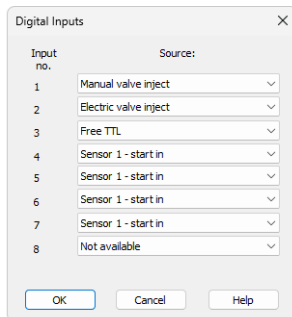 Digital Inputs
Input no. Source:
1 Manual valve inject
2 Electric valve inject
3 Free TTL
4 Sensor 1 - start in
5 Sensor 1 - start in
6 Sensor 1 - start in
7 Sensor 1 - start in
8 Not available
OK Cancel Help